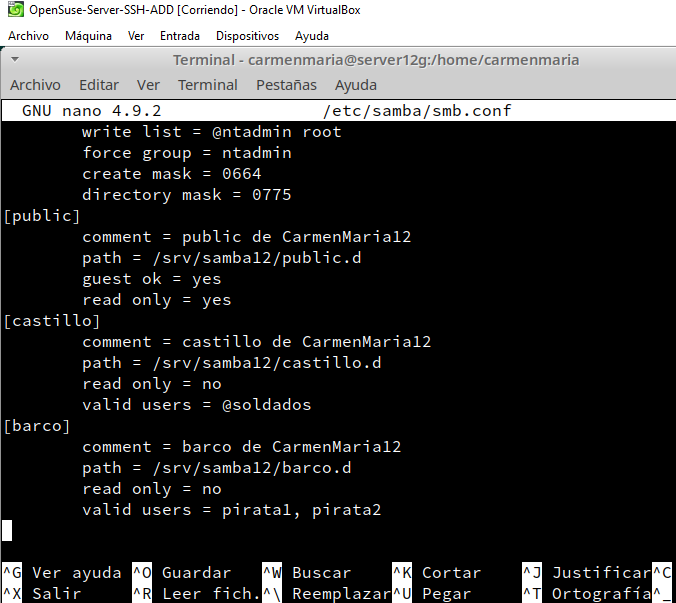 OpenSuse-Server-SSH-ADD [Corriendo] - Oracle VM VirtualBox
Archivo Máquina Ver Entrada Dispositivos Ayuda
Terminal - carmenmaria@server12g:/home/carmenmaria
Archivo Editar Ver Terminal Pestañas Ayuda
GNU nano 4.9.2 /etc/samba/smb.conf
write list = @ntadmin root
force group = ntadmin
create mask = 0664
directory mask = 0775
[public]
comment = public de CarmenMaria12
path = /srv/samba12/public.d
guest ok = yes
read only = yes
[castillo]
comment = castillo de CarmenMaria12
path = /srv/samba12/castillo.d
read only = no
valid users = @soldados
[barco]
comment = barco de CarmenMaria12
path = /srv/samba12/barco.d
read only = no
valid users = pirata1, pirata2
^G Ver ayuda ^O Guardar ^W Buscar ^K Cortar ^J Justificar ^C
^X Salir ^R Leer fich. ^\ Reemplazar ^U Pegar ^T Ortografía ^_